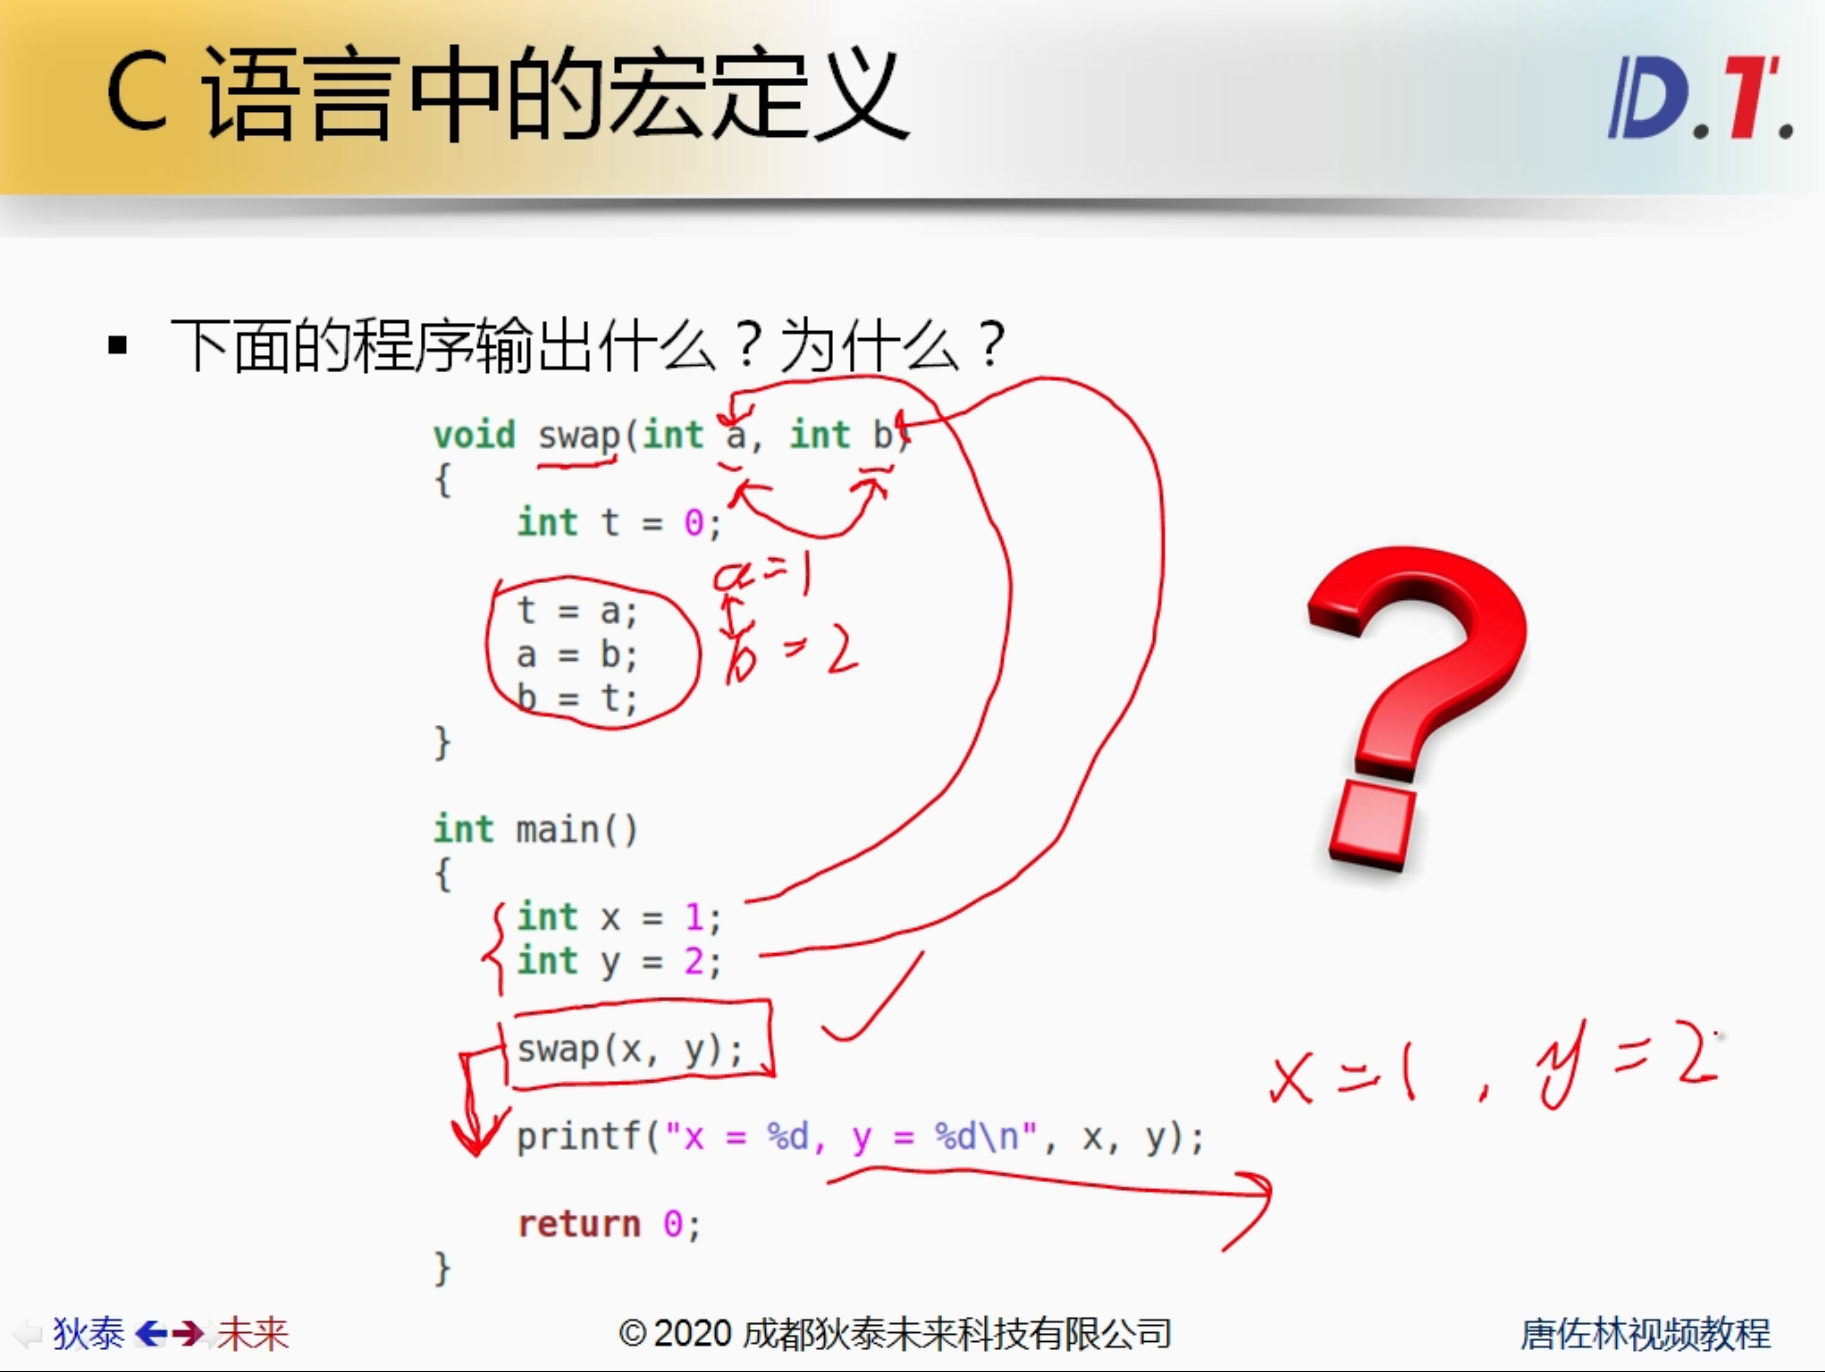 C 语言中的宏定义
D.T.
▪ 下面的程序输出什么？为什么？
void swap(int a, int b)
{
    int t = 0;
a=1
    t = a;
    a = b;
b=2
    b = t;
}
int main()
{
    int x = 1;
    int y = 2;
    swap(x, y);
x=1, y=2
    printf("x = %d, y = %d\n", x, y);
    return 0;
}
狄泰 未来 ©2020 成都狄泰未来科技有限公司 唐佐林视频教程